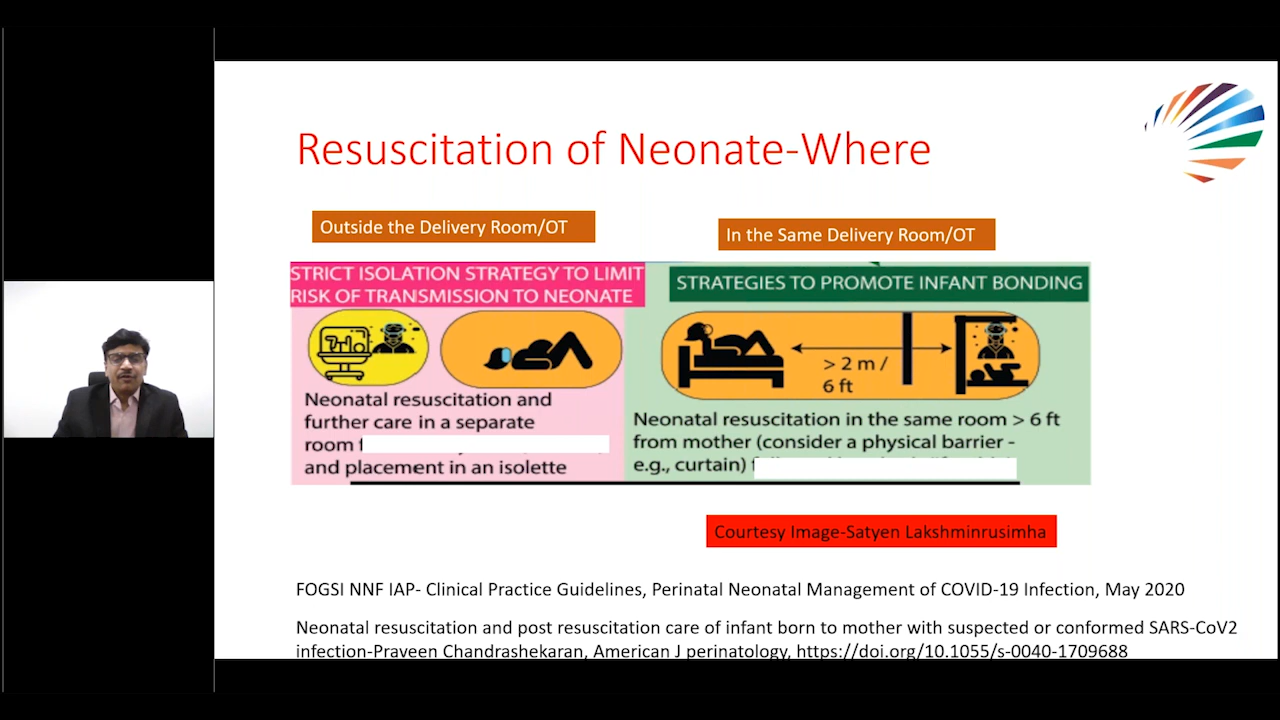 Resuscitation of Neonate-Where
Outside the Delivery Room/OT
In the Same Delivery Room/OT
STRICT ISOLATION STRATEGY TO LIMIT
RISK OF TRANSMISSION TO NEONATE
STRATEGIES TO PROMOTE INFANT BONDING
> 2 m /
6 ft
Neonatal resuscitation and
further care in a separate
room
and placement in an isolette
Neonatal resuscitation in the same room > 6 ft
from mother (consider a physical barrier -
e.g., curtain)
Courtesy Image-Satyen Lakshminrusimha
FOGSI NNF IAP- Clinical Practice Guidelines, Perinatal Neonatal Management of COVID-19 Infection, May 2020
Neonatal resuscitation and post resuscitation care of infant born to mother with suspected or conformed SARS-CoV2
infection-Praveen Chandrashekaran, American J perinatology, https://doi.org/10.1055/s-0040-1709688